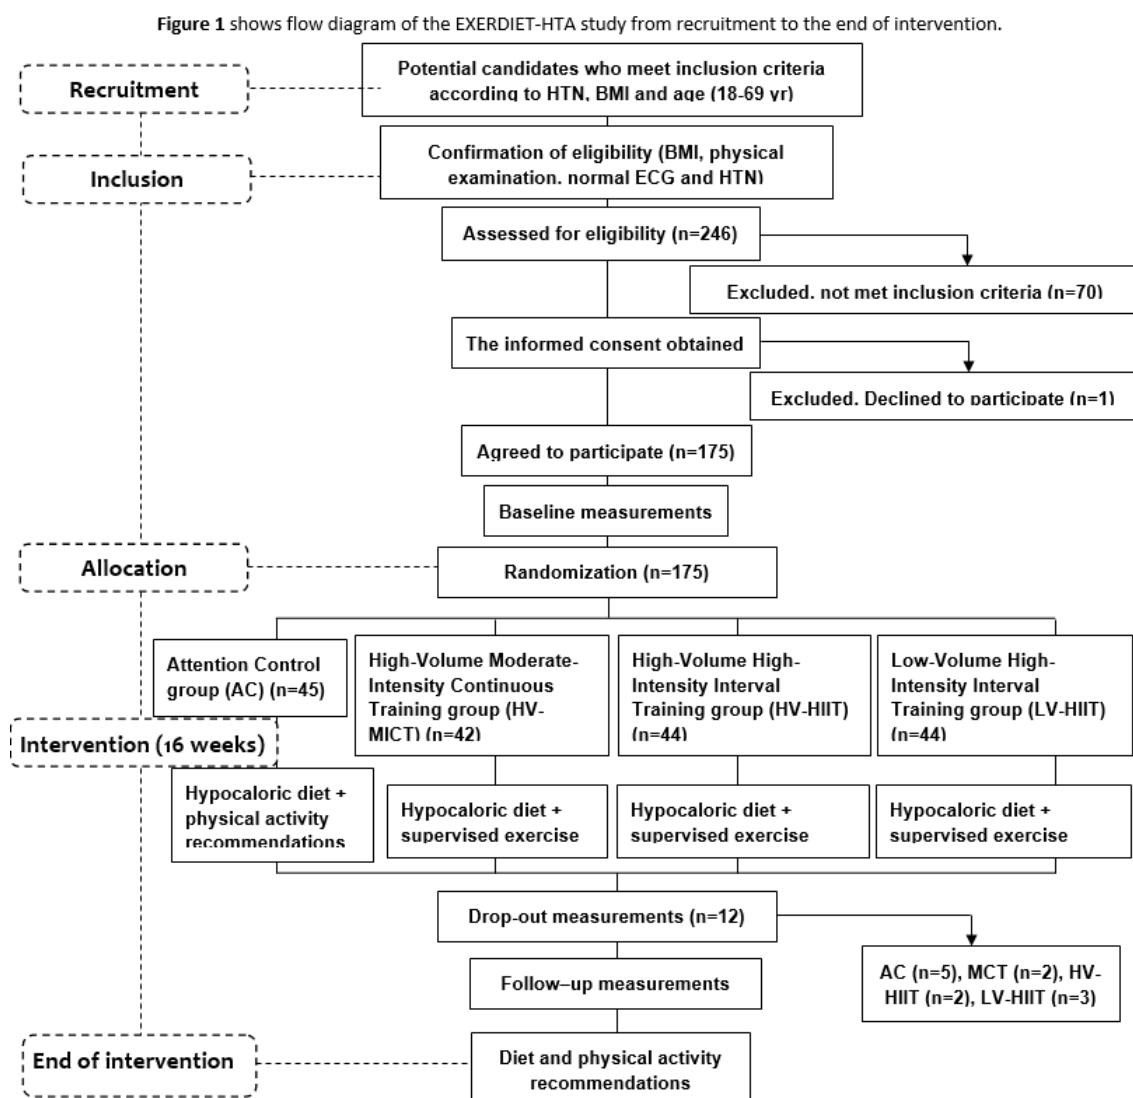 Figure 1 shows flow diagram of the EXERDIET-HTA study from recruitment to the end of intervention.
Recruitment
Potential candidates who meet inclusion criteria
according to HTN, BMI and age (18-69 yr)
Inclusion
Confirmation of eligibility (BMI, physical
examination, normal ECG and HTN)
Assessed for eligibility (n=246)
Excluded, not met inclusion criteria (n=70)
The informed consent obtained
Excluded. Declined to participate (n=1)
Agreed to participate (n=175)
Baseline measurements
Allocation
Randomization (n=175)
Attention Control
group (AC) (n=45)
High-Volume Moderate-
Intensity Continuous
Training group (HV-
MICT) (n=42)
High-Volume High-
Intensity Interval
Training group (HV-HIIT)
(n=44)
Low-Volume High-
Intensity Interval
Training group (LV-HIIT)
(n=44)
Intervention (16 weeks)
Hypocaloric diet +
physical activity
recommendations
Hypocaloric diet +
supervised exercise
Hypocaloric diet +
supervised exercise
Hypocaloric diet +
supervised exercise
Drop-out measurements (n=12)
AC (n=5), MCT (n=2), HV-
HIIT (n=2), LV-HIIT (n=3)
Follow–up measurements
End of intervention
Diet and physical activity
recommendations